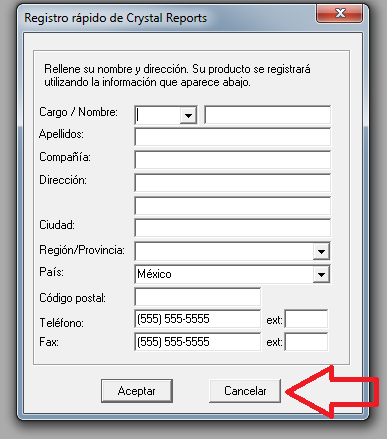 Registro rápido de Crystal Reports
Rellene su nombre y dirección. Su producto se registrará
utilizando la información que aparece abajo.
Cargo / Nombre:
Apellidos:
Compañía:
Dirección:
Ciudad:
Región/Provincia:
País: México
Código postal:
Teléfono: (555) 555-5555 ext:
Fax: (555) 555-5555 ext:
Aceptar Cancelar